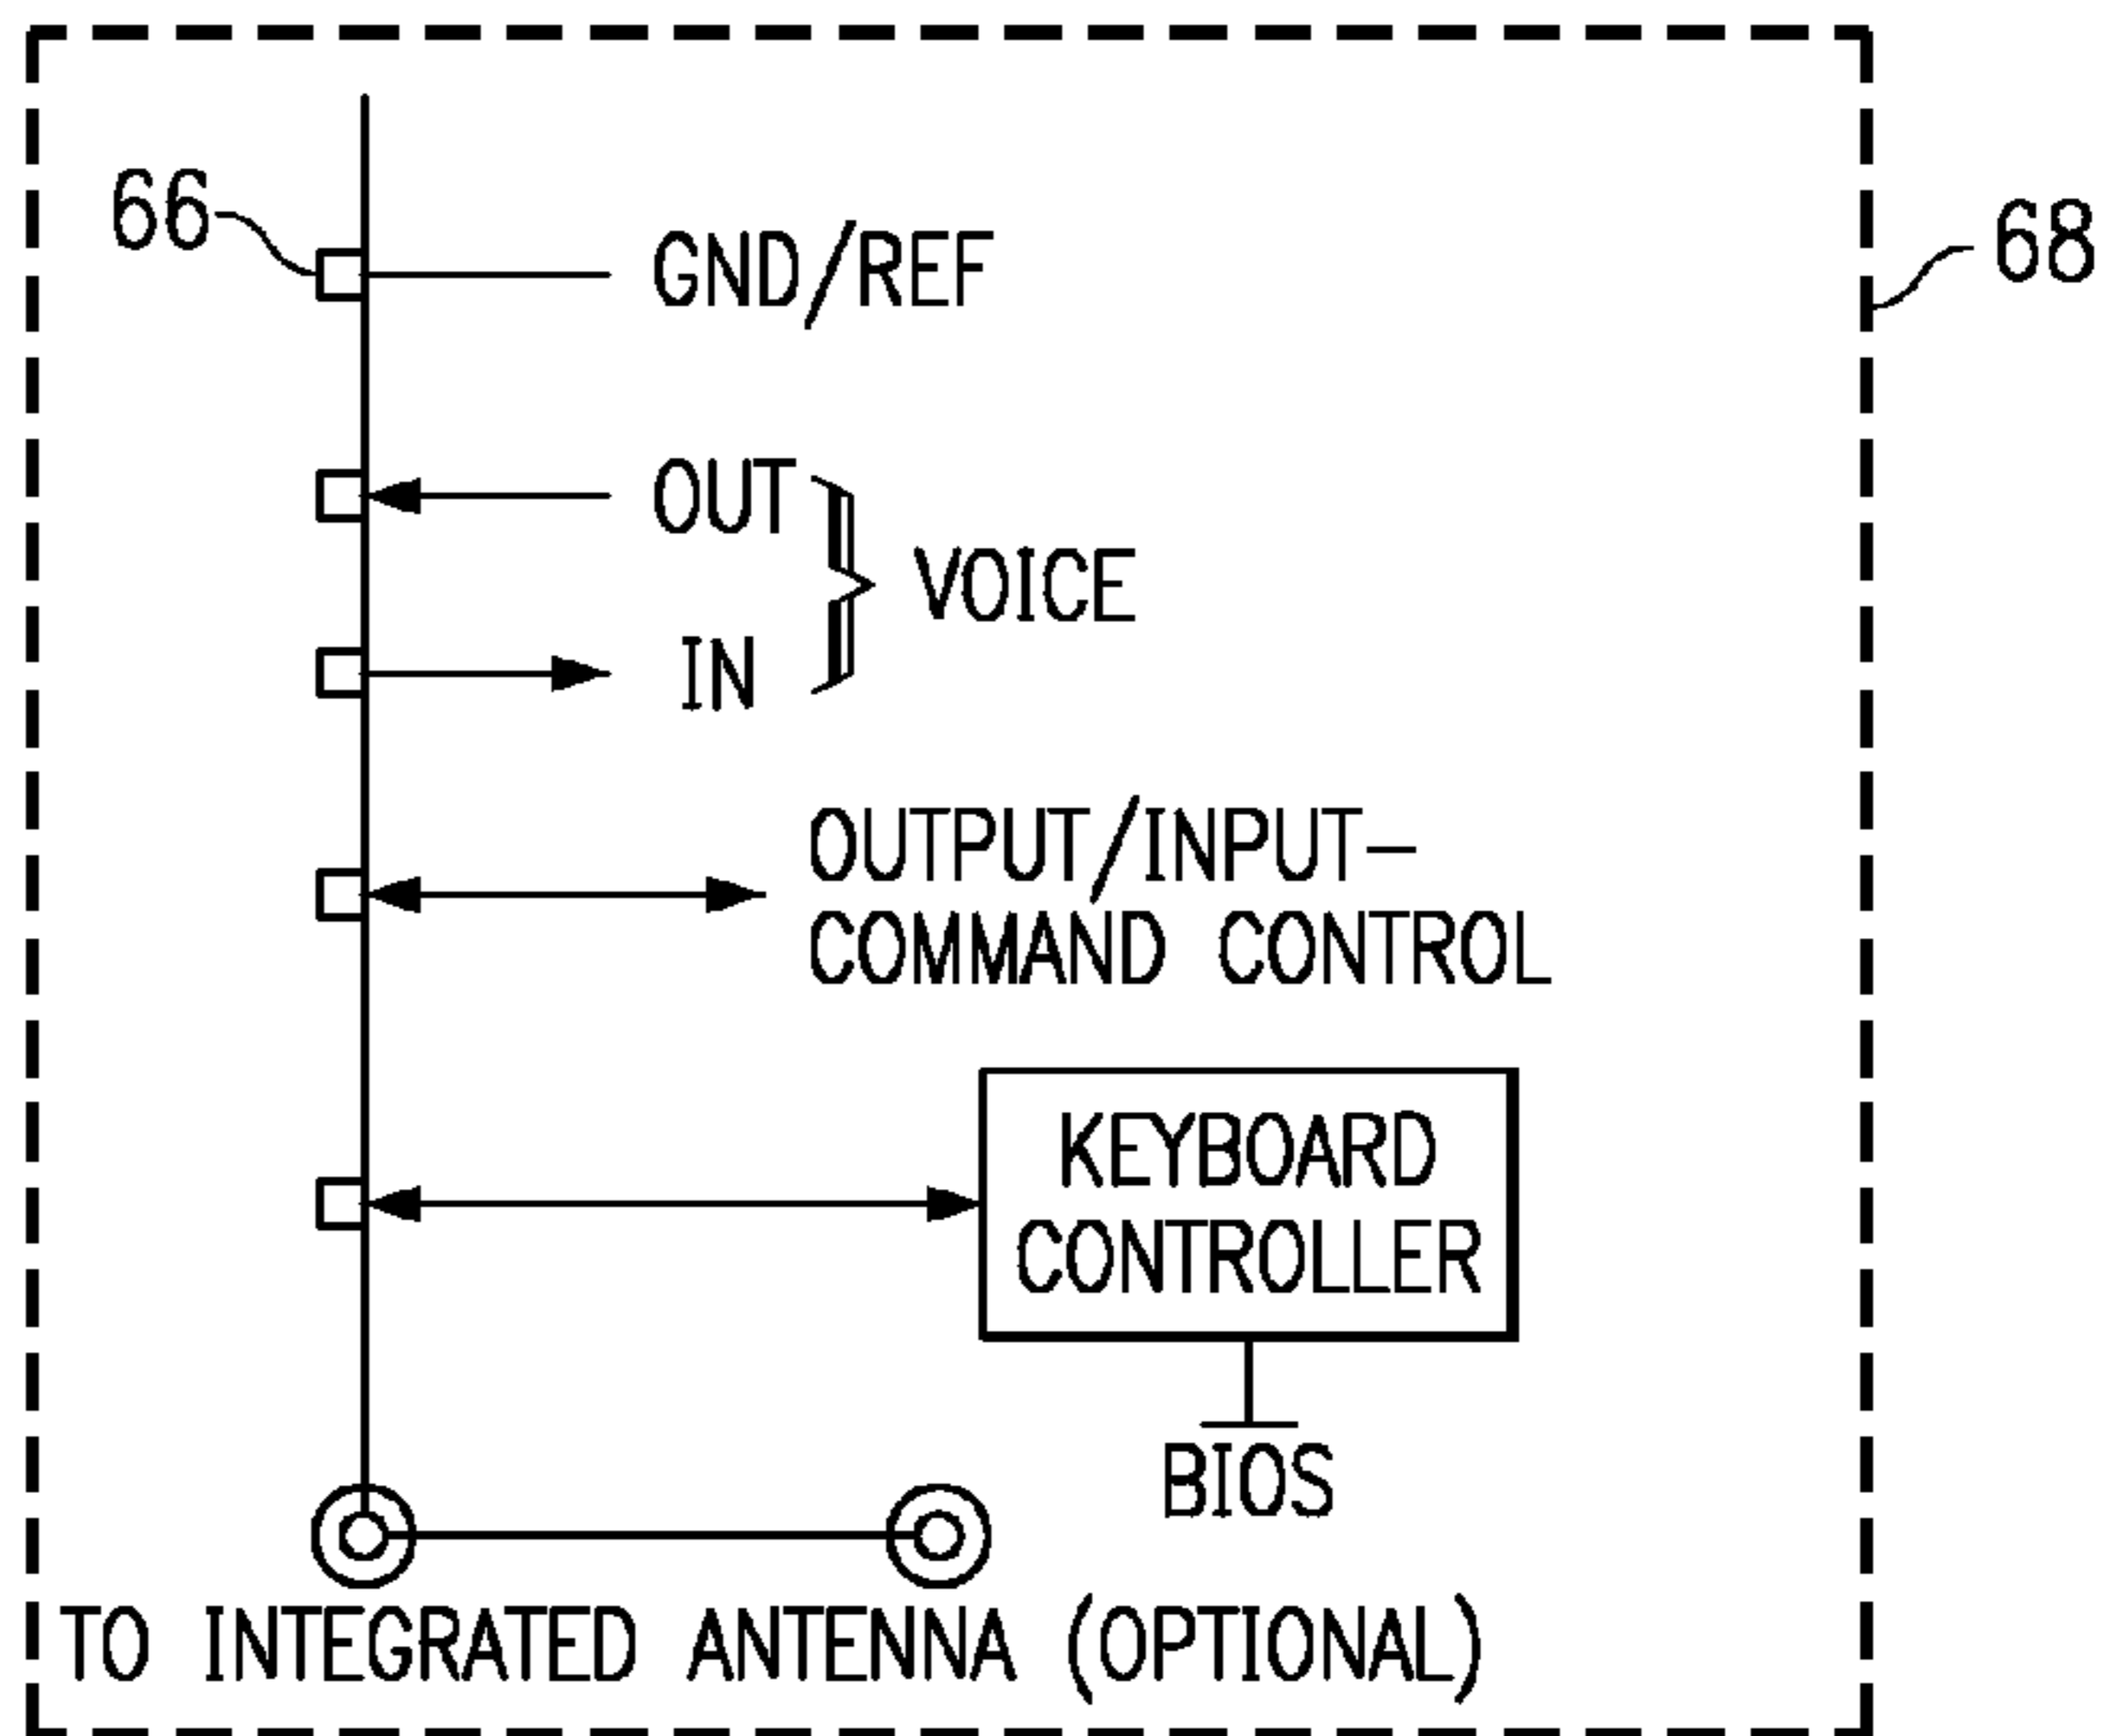 66
68
GND/REF
OUT
VOICE
IN
OUTPUT/INPUT-
COMMAND CONTROL
KEYBOARD
CONTROLLER
BIOS
TO INTEGRATED ANTENNA (OPTIONAL)